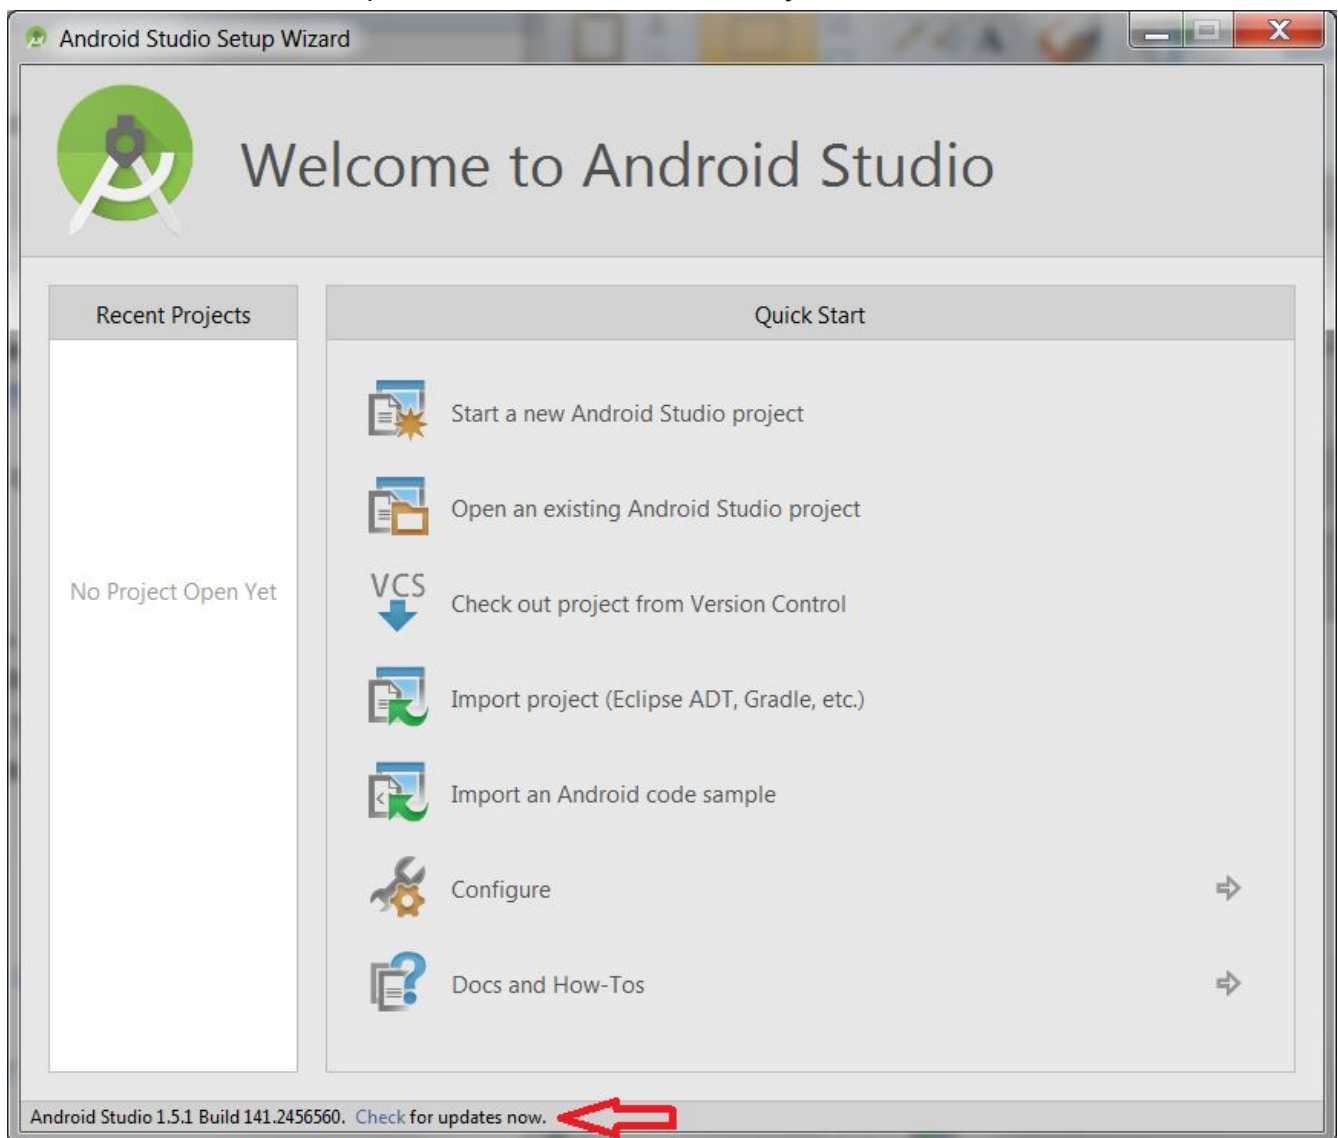 Android Studio Setup Wizard
Welcome to Android Studio
Recent Projects
No Project Open Yet
Quick Start
Start a new Android Studio project
Open an existing Android Studio project
VCS
Check out project from Version Control
Import project (Eclipse ADT, Gradle, etc.)
Import an Android code sample
Configure
Docs and How-Tos
Android Studio 1.5.1 Build 141.2456560. Check for updates now.